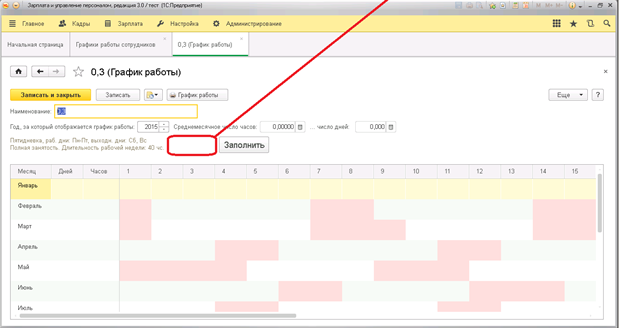 Зарплата и управление персоналом, редакция 3.0 / тест (1С:Предприятие)
M M+ M-
Главное Кадры Зарплата Настройка Администрирование
Начальная страница Графики работы сотрудников 0,3 (График работы)
0,3 (График работы)
Записать и закрыть Записать График работы Еще ?
Наименование: 0,3
Год, за который отображается график работы: 2015 Среднемесячное число часов: 0,00000 ... число дней: 0,000
Пятидневка, раб. дни: Пн-Пт, выходн. дни: Сб, Вс.
Полная занятость. Длительность рабочей недели: 40 чс.
Заполнить
Месяц Дней Часов 1 2 3 4 5 6 7 8 9 10 11 12 13 14 15
Январь
Февраль
Март
Апрель
Май
Июнь
Июль